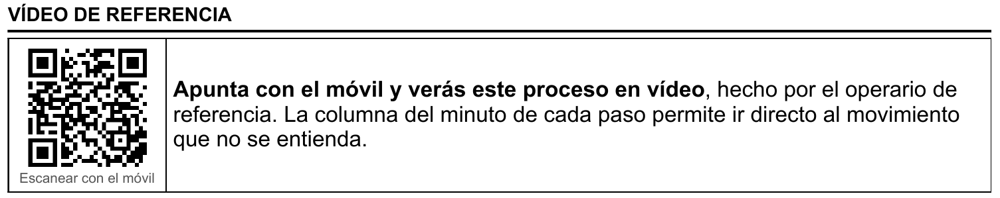 VÍDEO DE REFERENCIA
Apunta con el móvil y verás este proceso en vídeo, hecho por el operario de
referencia. La columna del minuto de cada paso permite ir directo al movimiento
que no se entienda.
Escanear con el móvil